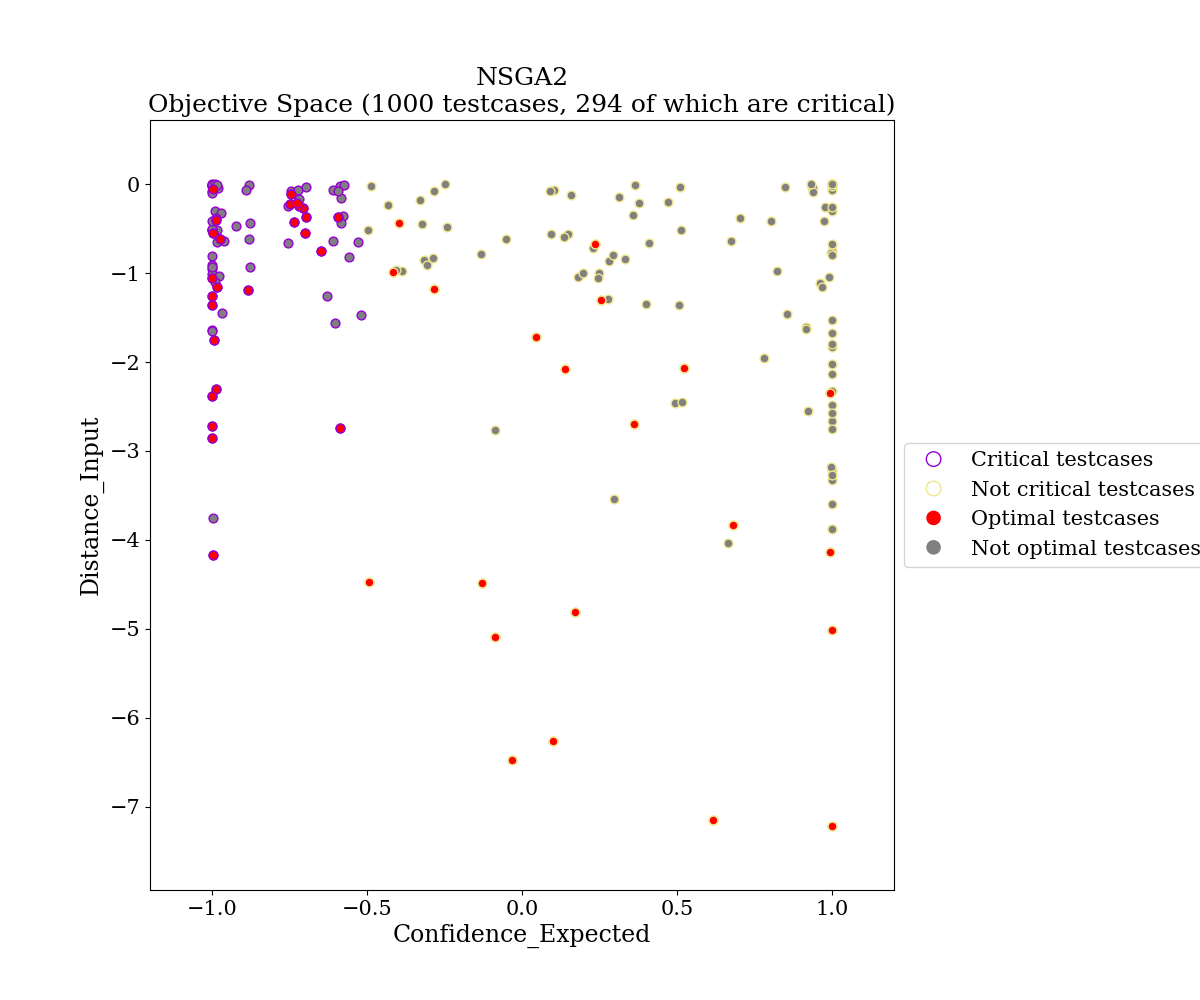 NSGA2
Objective Space (1000 testcases, 294 of which are critical)
0
−1
−2
−3
−4
−5
−6
−7
Distance_Input
−1.0
−0.5
0.0
0.5
1.0
Confidence_Expected
Critical testcases
Not critical testcases
Optimal testcases
Not optimal testcases